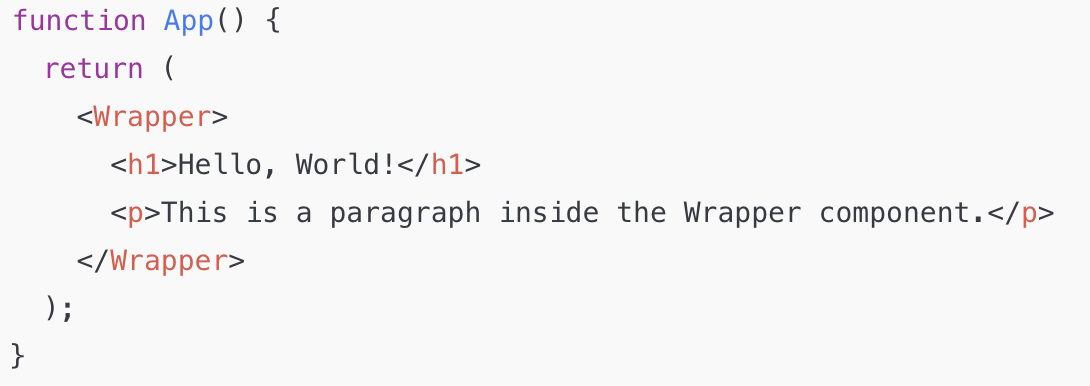 function App() {
  return (
    <Wrapper>
      <h1>Hello, World!</h1>
      <p>This is a paragraph inside the Wrapper component.</p>
    </Wrapper>
  );
}